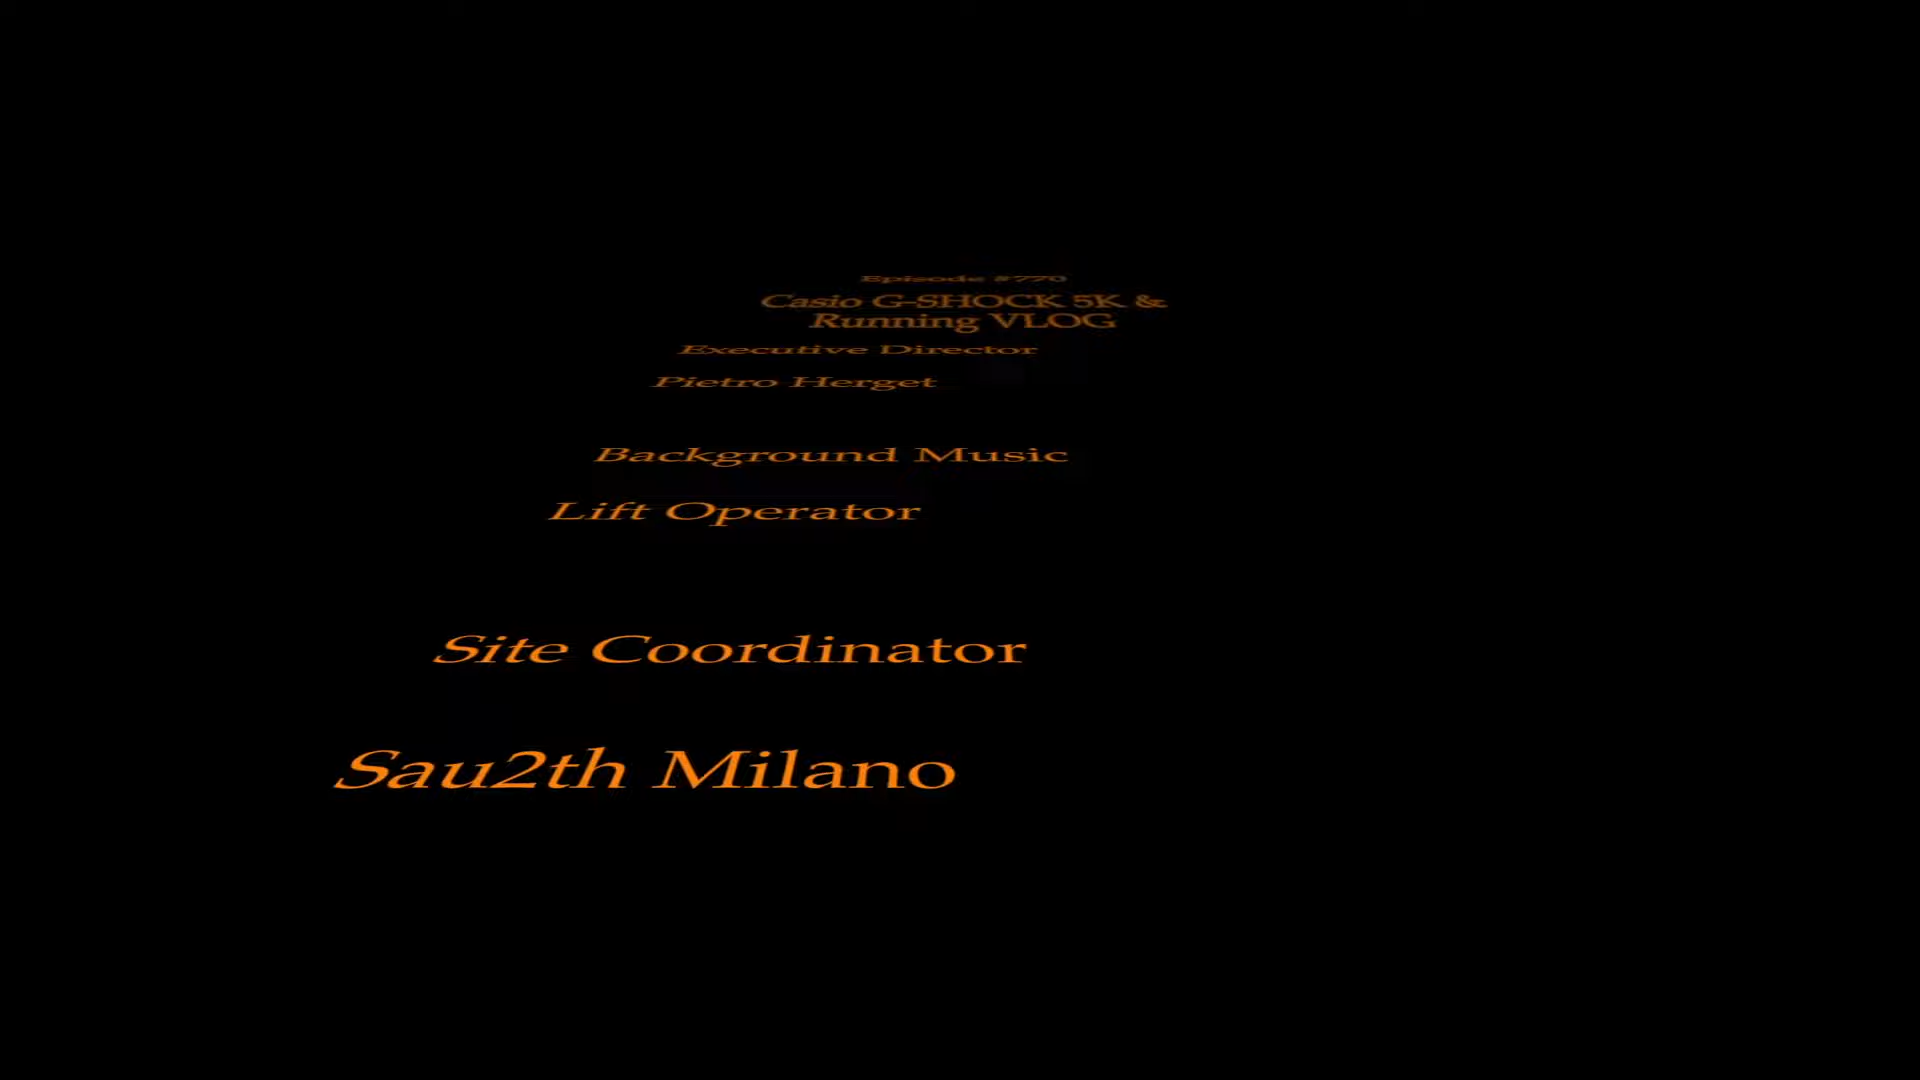 Episode #770
Casio G-SHOCK 5K &
Running VLOG
Executive Director
Pietro Herget
Background Music
Lift Operator
Site Coordinator
Sau2th Milano